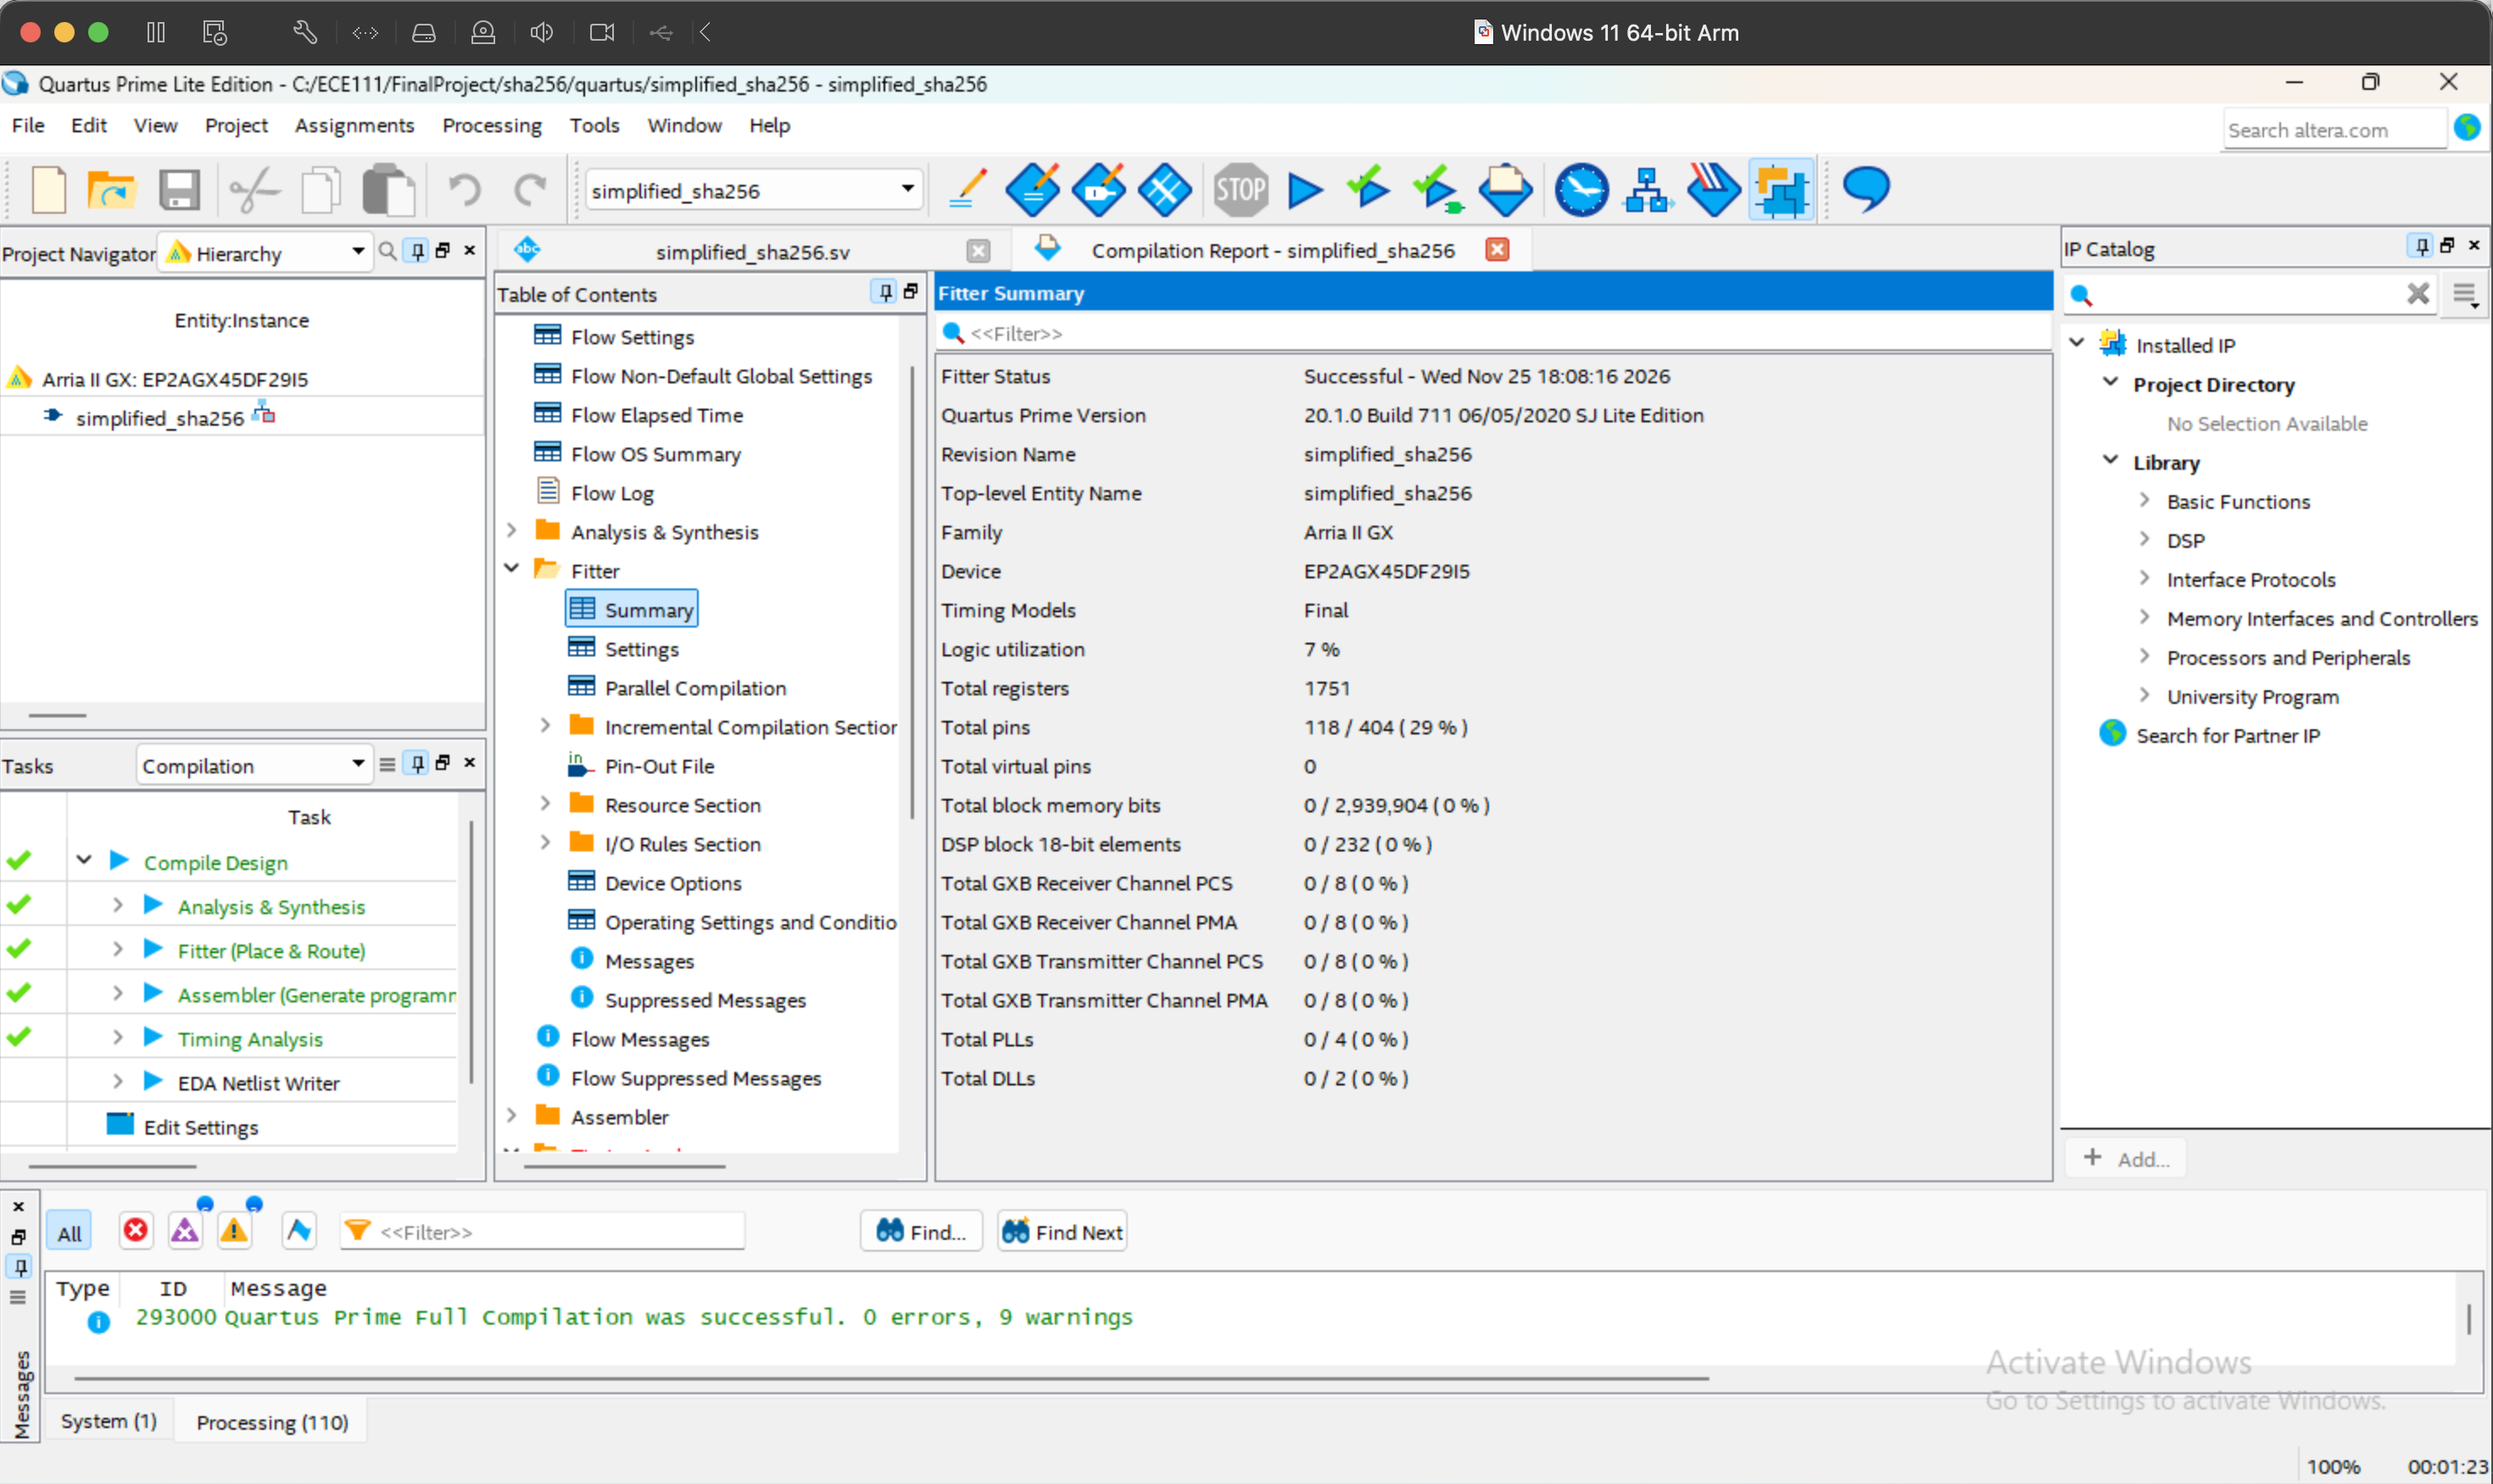 Windows 11 64-bit Arm
Quartus Prime Lite Edition - C:/ECE111/FinalProject/sha256/quartus/simplified_sha256 - simplified_sha256
File Edit View Project Assignments Processing Tools Window Help
Search altera.com
simplified_sha256
STOP
Project Navigator
Hierarchy
Entity:Instance
Arria II GX: EP2AGX45DF29I5
simplified_sha256
Tasks
Compilation
Task
Compile Design
Analysis & Synthesis
Fitter (Place & Route)
Assembler (Generate programm
Timing Analysis
EDA Netlist Writer
Edit Settings
abc
simplified_sha256.sv
Compilation Report - simplified_sha256
Table of Contents
Flow Settings
Flow Non-Default Global Settings
Flow Elapsed Time
Flow OS Summary
Flow Log
Analysis & Synthesis
Fitter
Summary
Settings
Parallel Compilation
Incremental Compilation Section
in
Pin-Out File
Resource Section
I/O Rules Section
Device Options
Operating Settings and Conditio
Messages
Suppressed Messages
Flow Messages
Flow Suppressed Messages
Assembler
Fitter Summary
<<Filter>>
Fitter Status Successful - Wed Nov 25 18:08:16 2026
Quartus Prime Version 20.1.0 Build 711 06/05/2020 SJ Lite Edition
Revision Name simplified_sha256
Top-level Entity Name simplified_sha256
Family Arria II GX
Device EP2AGX45DF29I5
Timing Models Final
Logic utilization 7 %
Total registers 1751
Total pins 118 / 404 ( 29 % )
Total virtual pins 0
Total block memory bits 0 / 2,939,904 ( 0 % )
DSP block 18-bit elements 0 / 232 ( 0 % )
Total GXB Receiver Channel PCS 0 / 8 ( 0 % )
Total GXB Receiver Channel PMA 0 / 8 ( 0 % )
Total GXB Transmitter Channel PCS 0 / 8 ( 0 % )
Total GXB Transmitter Channel PMA 0 / 8 ( 0 % )
Total PLLs 0 / 4 ( 0 % )
Total DLLs 0 / 2 ( 0 % )
IP Catalog
Installed IP
Project Directory
No Selection Available
Library
Basic Functions
DSP
Interface Protocols
Memory Interfaces and Controllers
Processors and Peripherals
University Program
Search for Partner IP
+ Add...
All
<<Filter>>
Find...
Find Next
Type ID Message
293000 Quartus Prime Full Compilation was successful. 0 errors, 9 warnings
Messages
System (1)
Processing (110)
Activate Windows
Go to Settings to activate Windows.
100% 00:01:23